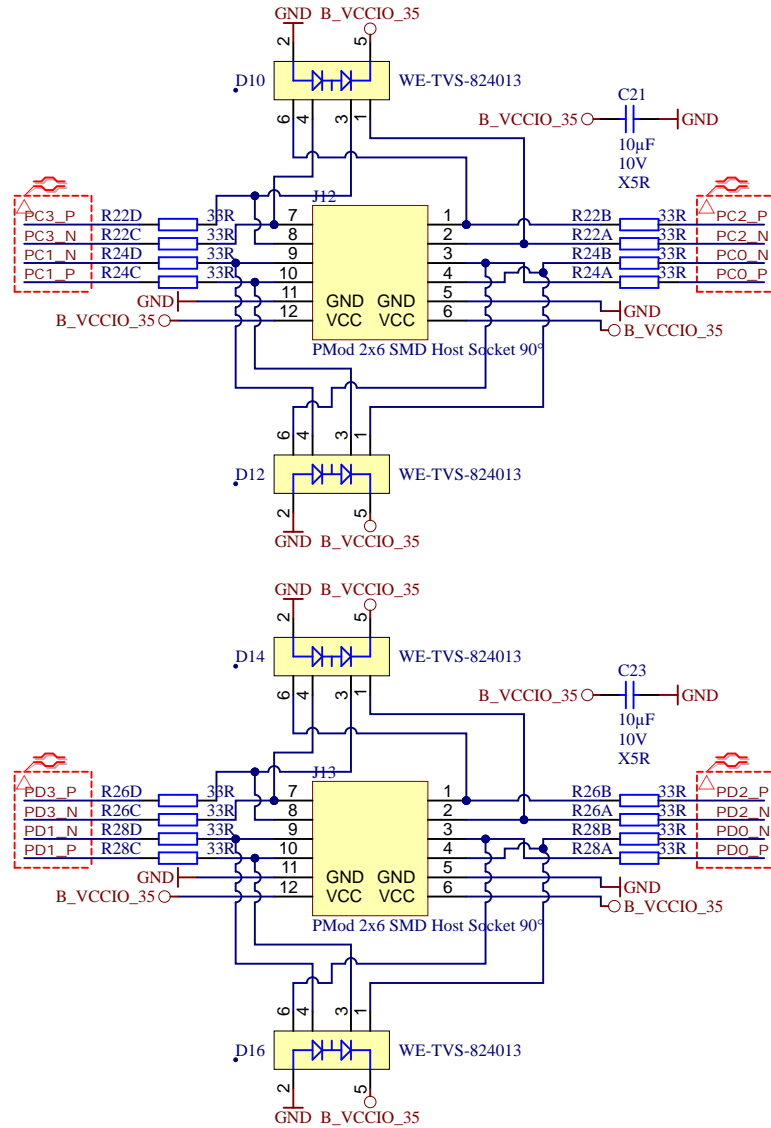 GND B_VCCIO_35
2 5
D10 WE-TVS-824013
6 4 3 1
C21
B_VCCIO_35 GND
10µF
10V
X5R
J12
PC3_P R22D 33R 7 1 R22B 33R PC2_P
PC3_N R22C 33R 8 2 R22A 33R PC2_N
PC1_N R24D 33R 9 3 R24B 33R PC0_N
PC1_P R24C 33R 10 4 R24A 33R PC0_P
GND 11 GND GND 5 GND
B_VCCIO_35 12 VCC VCC 6 B_VCCIO_35
PMod 2x6 SMD Host Socket 90°
6 4 3 1
D12 WE-TVS-824013
2 5
GND B_VCCIO_35
GND B_VCCIO_35
2 5
D14 WE-TVS-824013
6 4 3 1
C23
B_VCCIO_35 GND
10µF
10V
X5R
J13
PD3_P R26D 33R 7 1 R26B 33R PD2_P
PD3_N R26C 33R 8 2 R26A 33R PD2_N
PD1_N R28D 33R 9 3 R28B 33R PD0_N
PD1_P R28C 33R 10 4 R28A 33R PD0_P
GND 11 GND GND 5 GND
B_VCCIO_35 12 VCC VCC 6 B_VCCIO_35
PMod 2x6 SMD Host Socket 90°
6 4 3 1
D16 WE-TVS-824013
2 5
GND B_VCCIO_35